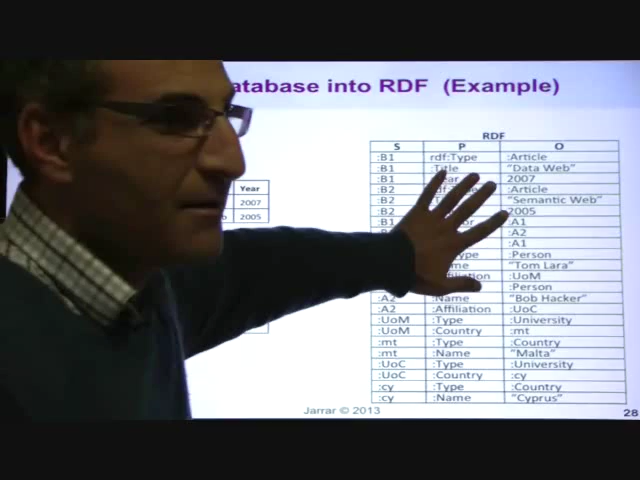 atabase into RDF (Example)
RDF
S P O
:B1 rdf:Type :Article
:B1 :Title "Data Web"
:B1 2007
:B2 :Article
:B2 "Semantic Web"
:B2 2005
:B1 :A1
:A2
:A1
:Person
"Tom Lara"
:UoM
:Person
:A2 :Name "Bob Hacker"
:A2 :Affiliation :UoC
:UoM :Type :University
:UoM :Country :mt
:mt :Type :Country
:mt :Name "Malta"
:UoC :Type :University
:UoC :Country :cy
:cy :Type :Country
:cy :Name "Cyprus"
Year
2007
2005
Jarrar © 2013
28